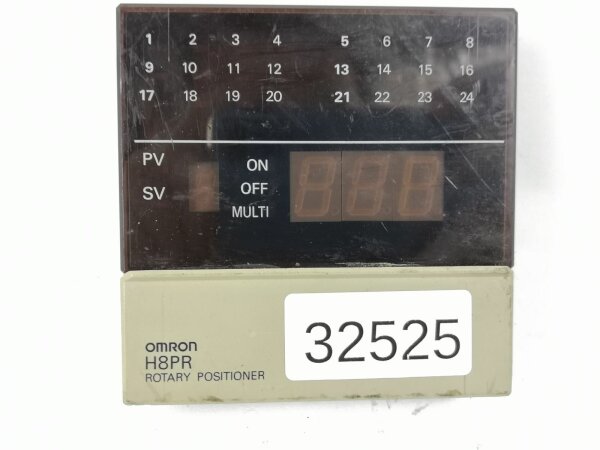 1 2 3 4 5 6 7 8
9 10 11 12 13 14 15 16
17 18 19 20 21 22 23 24
PV ON
SV OFF
MULTI
OMRON
H8PR
ROTARY POSITIONER
32525